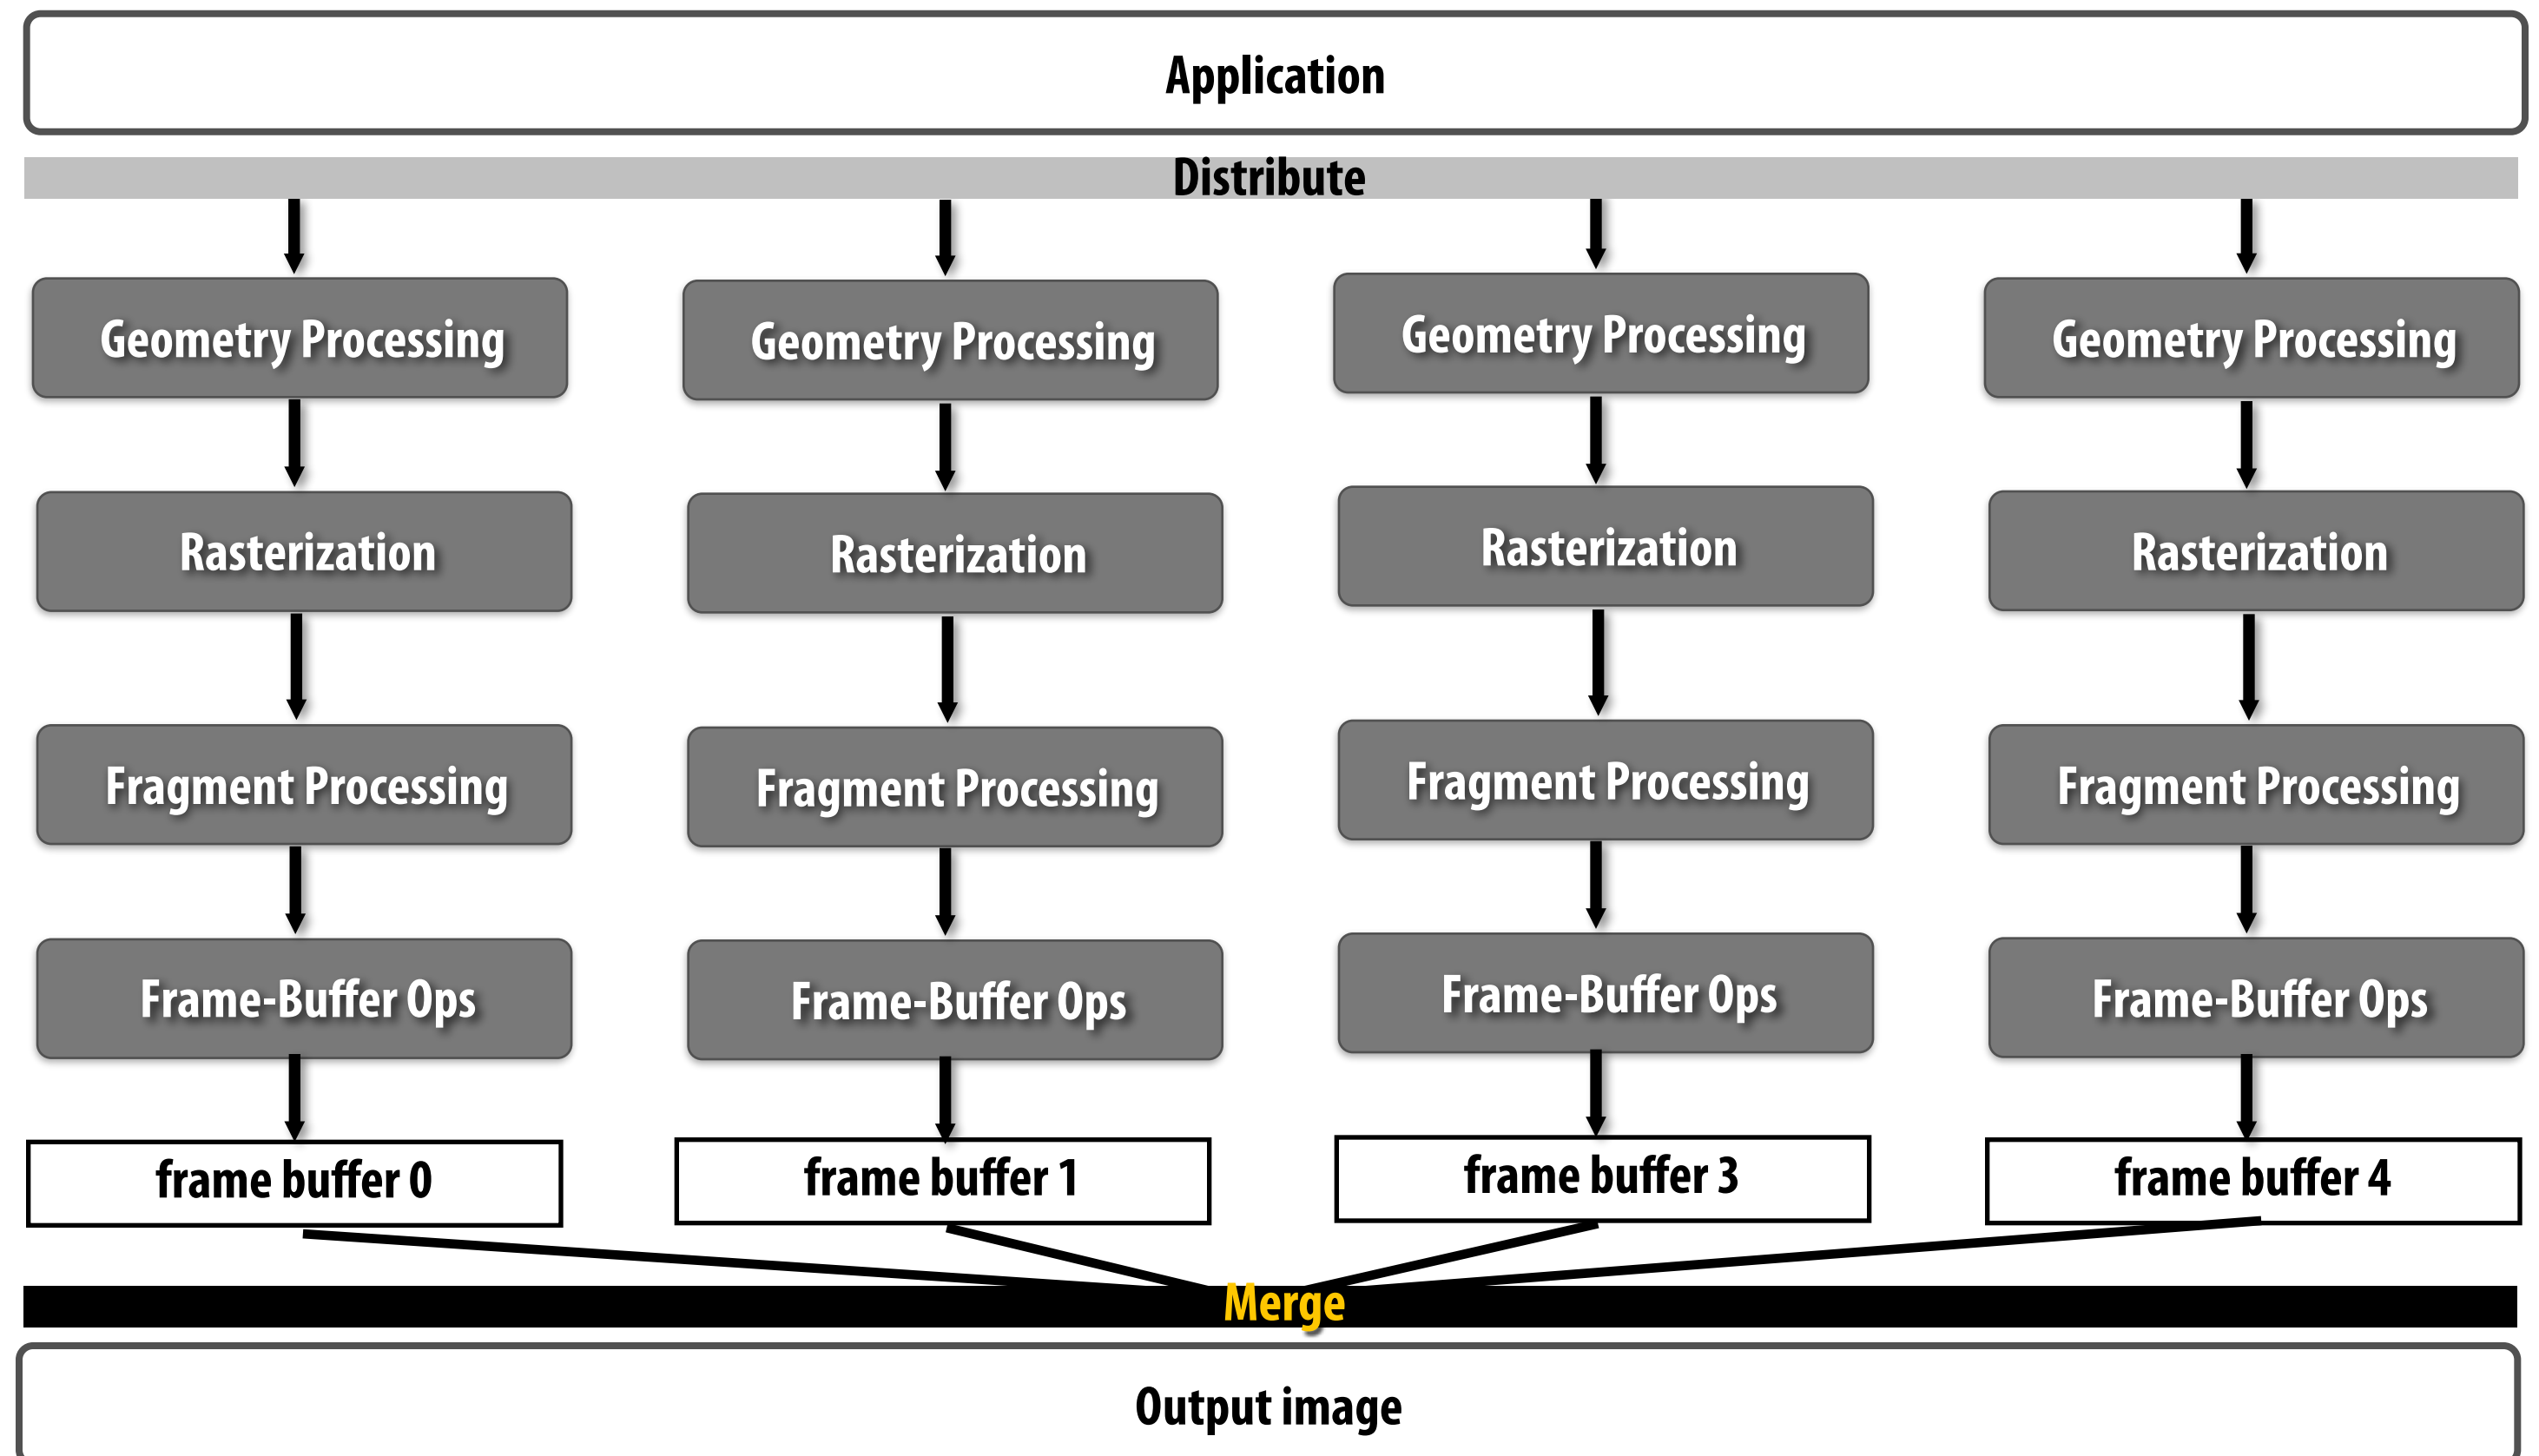 Application
Distribute
Geometry Processing
Geometry Processing
Geometry Processing
Geometry Processing
Rasterization
Rasterization
Rasterization
Rasterization
Fragment Processing
Fragment Processing
Fragment Processing
Fragment Processing
Frame-Buffer Ops
Frame-Buffer Ops
Frame-Buffer Ops
Frame-Buffer Ops
frame buffer 0
frame buffer 1
frame buffer 3
frame buffer 4
Merge
Output image